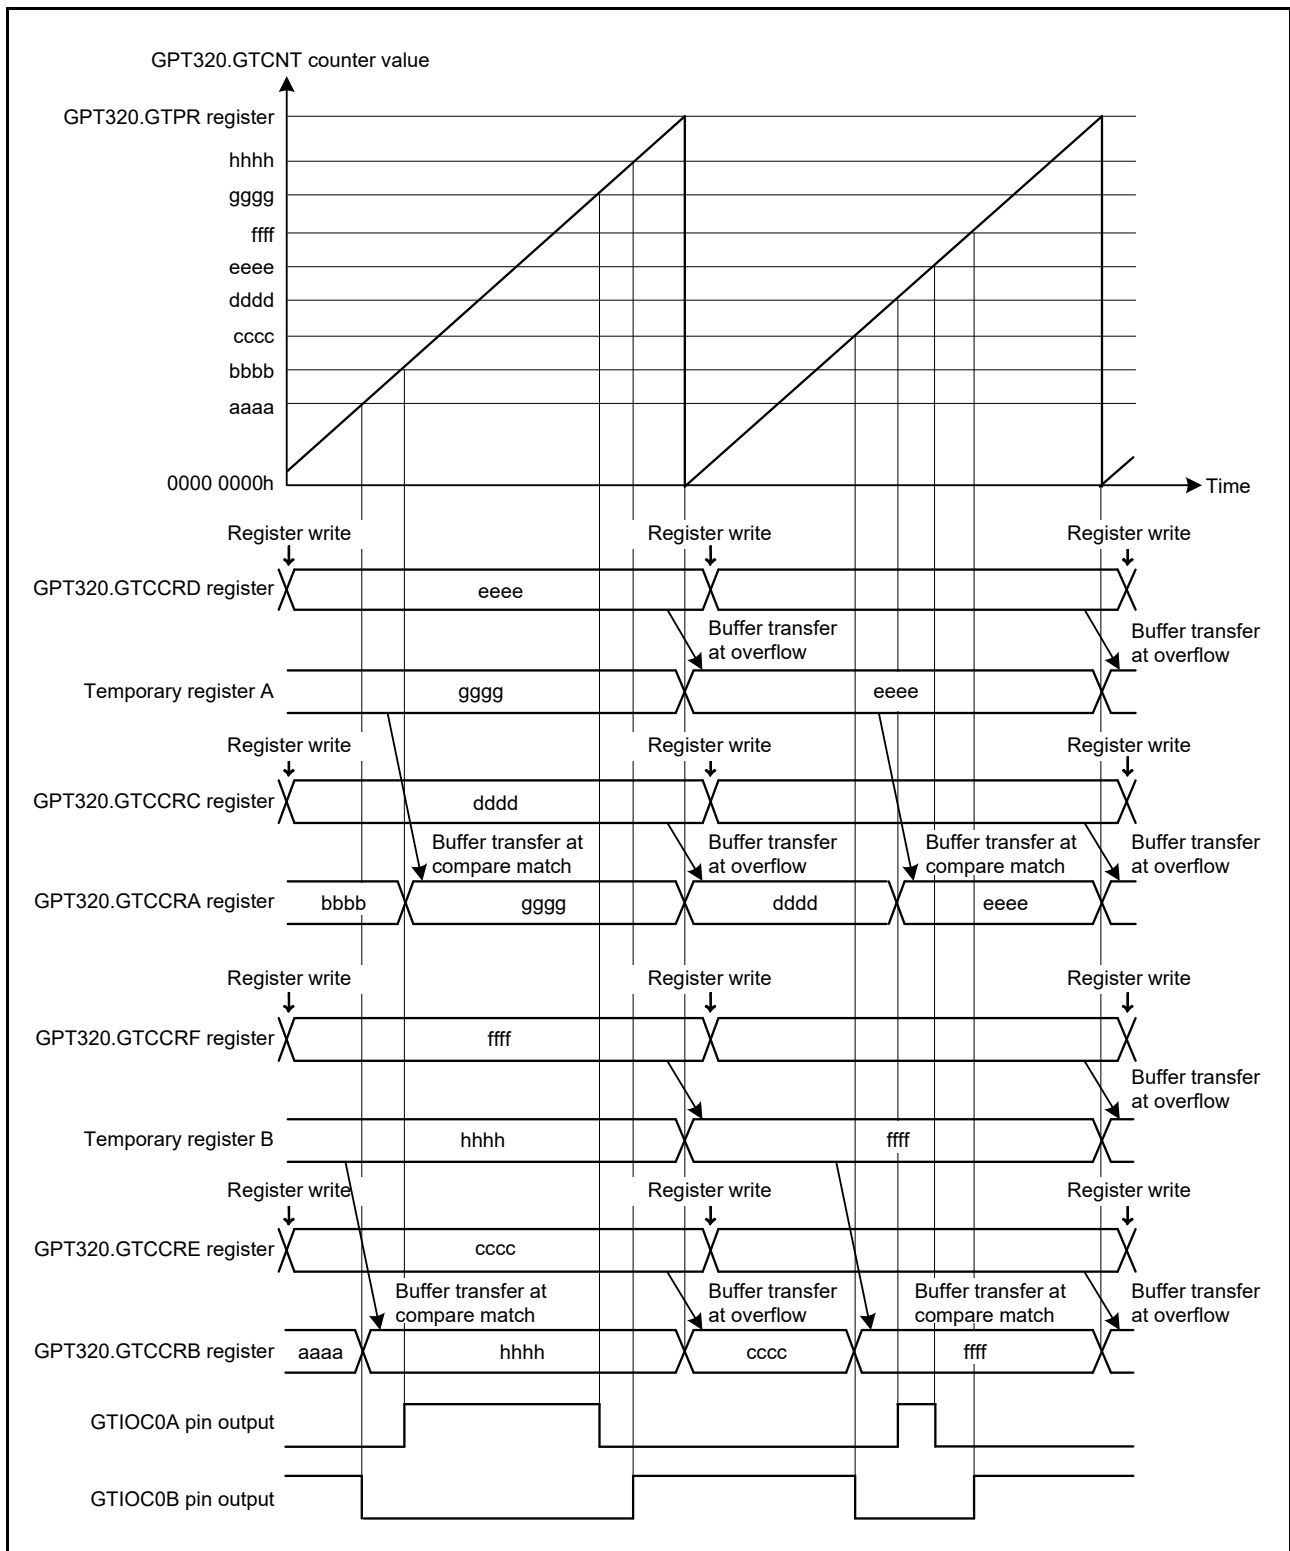 GPT320.GTCNT counter value
GPT320.GTPR register
hhhh
gggg
ffff
eeee
dddd
cccc
bbbb
aaaa
0000 0000h
Time
Register write Register write Register write
GPT320.GTCCRD register eeee
Buffer transfer
at overflow
Buffer transfer
at overflow
Temporary register A gggg eeee
Register write Register write Register write
GPT320.GTCCRC register dddd
Buffer transfer at
compare match
Buffer transfer
at overflow
Buffer transfer at
compare match
Buffer transfer
at overflow
GPT320.GTCCRA register bbbb gggg dddd eeee
Register write Register write Register write
GPT320.GTCCRF register ffff
Buffer transfer
at overflow
Temporary register B hhhh ffff
Register write Register write Register write
GPT320.GTCCRE register cccc
Buffer transfer at
compare match
Buffer transfer
at overflow
Buffer transfer at
compare match
Buffer transfer
at overflow
GPT320.GTCCRB register aaaa hhhh cccc ffff
GTIOC0A pin output
GTIOC0B pin output